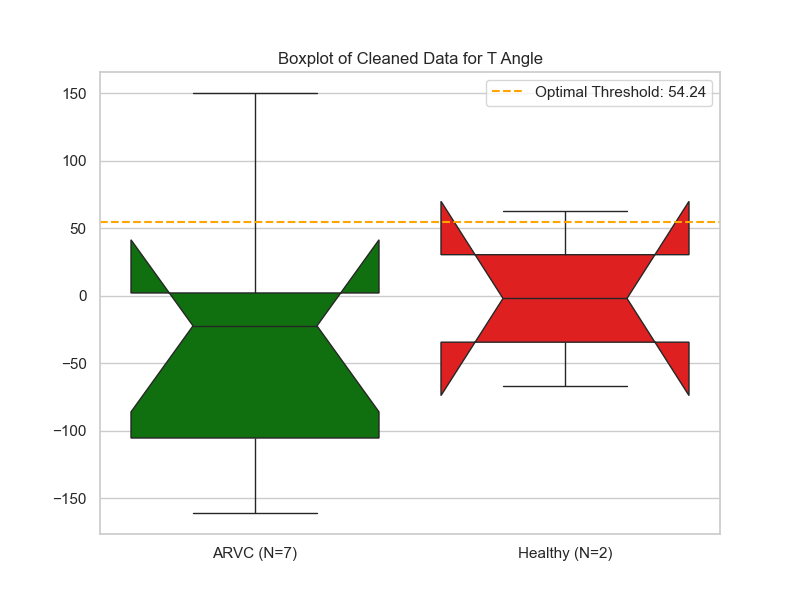 Boxplot of Cleaned Data for T Angle
Optimal Threshold: 54.24
150
100
50
0
−50
−100
−150
ARVC (N=7)
Healthy (N=2)